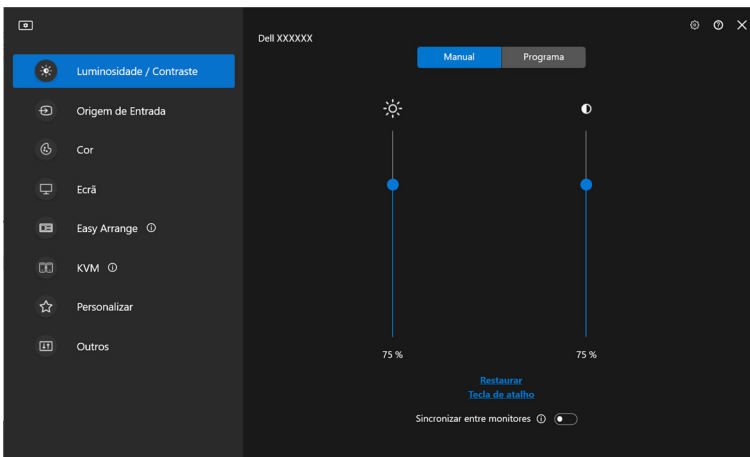 Dell XXXXXX
Manual
Programa
Luminosidade / Contraste
Origem de Entrada
Cor
Ecrã
Easy Arrange
KVM
Personalizar
Outros
75 %
75 %
Restaurar
Tecla de atalho
Sincronizar entre monitores